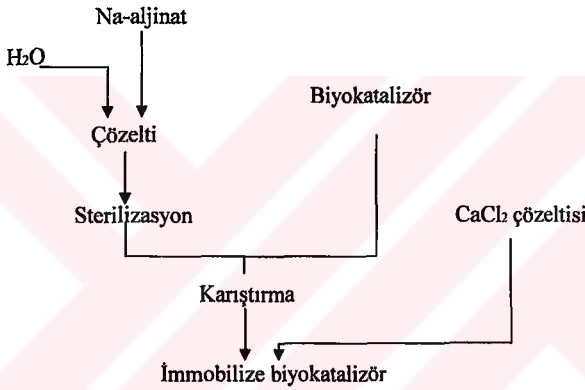 Na-aljinat
H₂O
Biyokatalizör
Çözelti
Sterilizasyon
CaCl₂ çözeltisi
Karıştırma
İmmobilize biyokatalizör